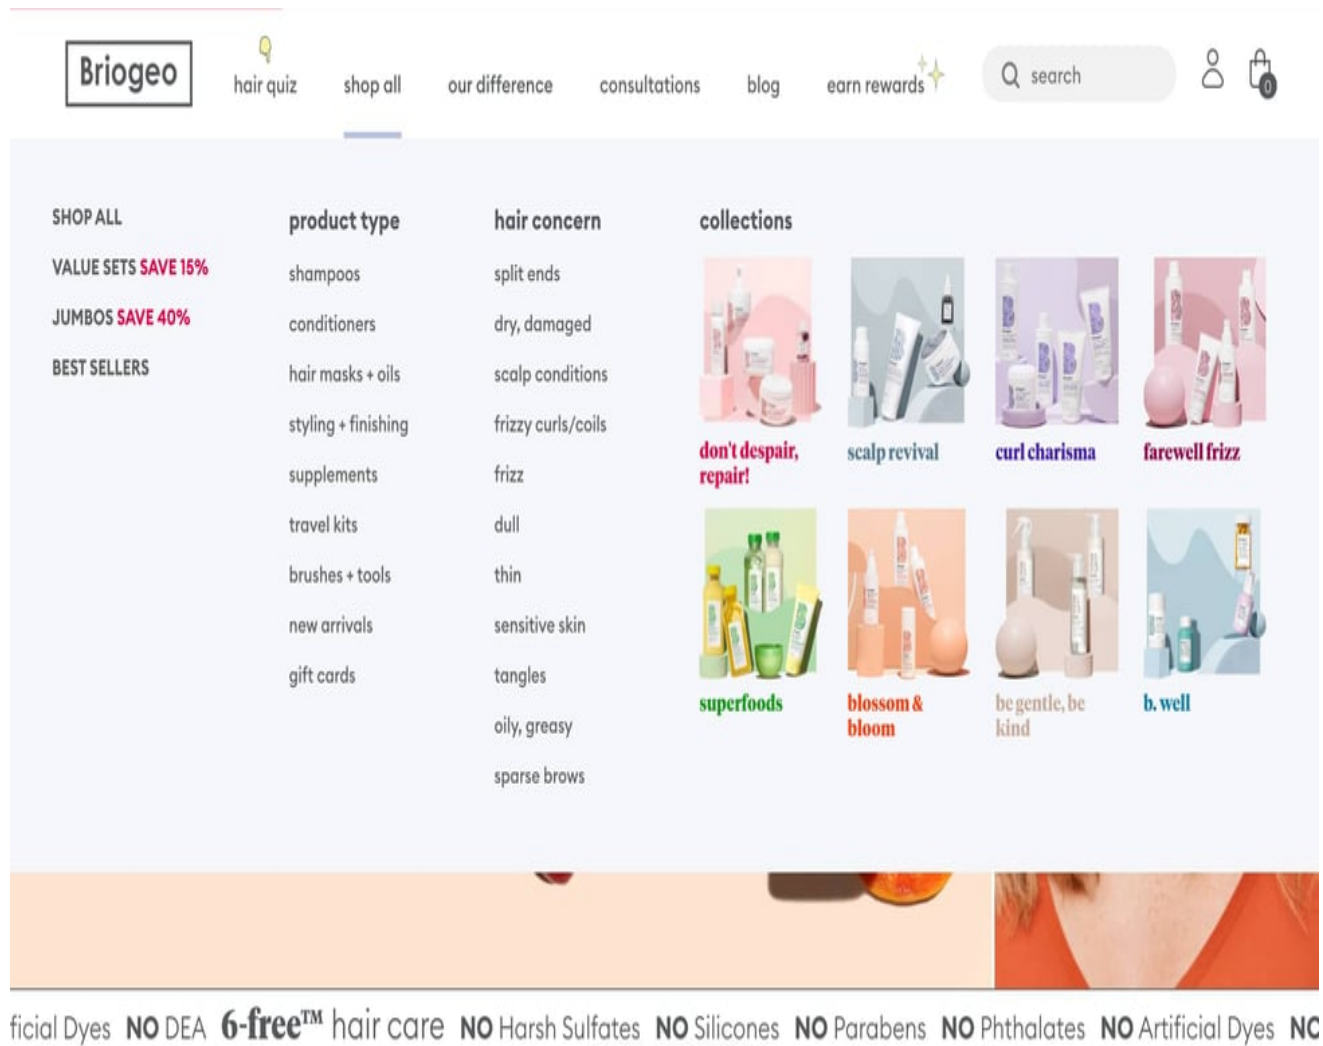 Briogeo
hair quiz
shop all
our difference
consultations
blog
earn rewards
search
0
SHOP ALL
VALUE SETS SAVE 15%
JUMBOS SAVE 40%
BEST SELLERS
product type
shampoos
conditioners
hair masks + oils
styling + finishing
supplements
travel kits
brushes + tools
new arrivals
gift cards
hair concern
split ends
dry, damaged
scalp conditions
frizzy curls/coils
frizz
dull
thin
sensitive skin
tangles
oily, greasy
sparse brows
collections
don't despair,
repair!
scalp revival
curl charisma
farewell frizz
superfoods
blossom &
bloom
be gentle, be
kind
b. well
ficial Dyes NO DEA 6-free™ hair care NO Harsh Sulfates NO Silicones NO Parabens NO Phthalates NO Artificial Dyes NO